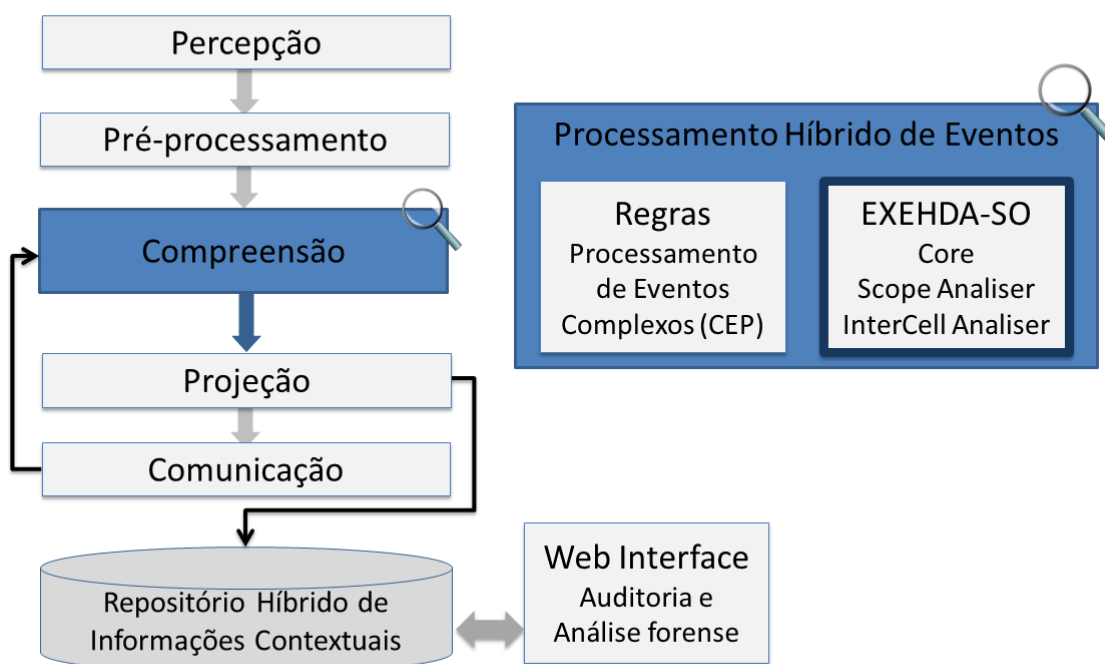 Percepção
Pré-processamento
Compreensão
Projeção
Comunicação
Repositório Híbrido de
Informações Contextuais
Processamento Híbrido de Eventos
Regras
Processamento
de Eventos
Complexos (CEP)
EXEHDA-SO
Core
Scope Analiser
InterCell Analiser
Web Interface
Auditoria e
Análise forense